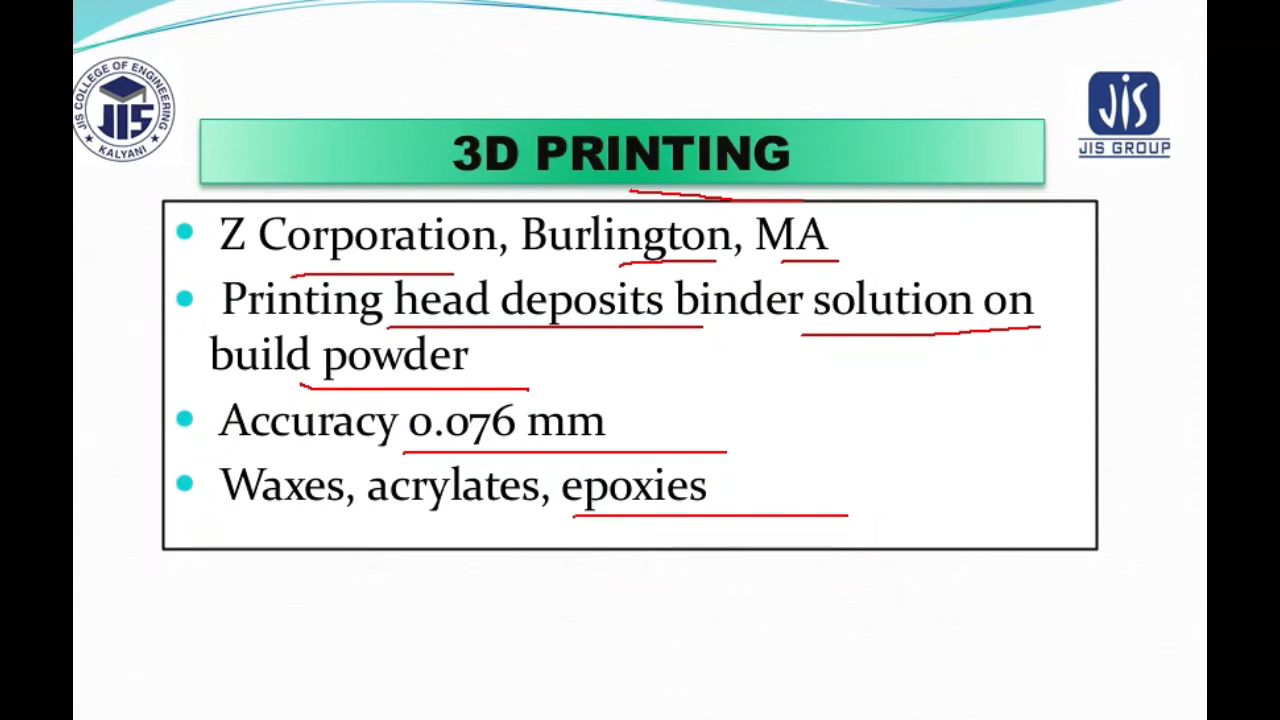 JIS COLLEGE OF ENGINEERING
JIS
KALYANI
JIS
JIS GROUP
3D PRINTING
Z Corporation, Burlington, MA
Printing head deposits binder solution on
build powder
Accuracy 0.076 mm
Waxes, acrylates, epoxies